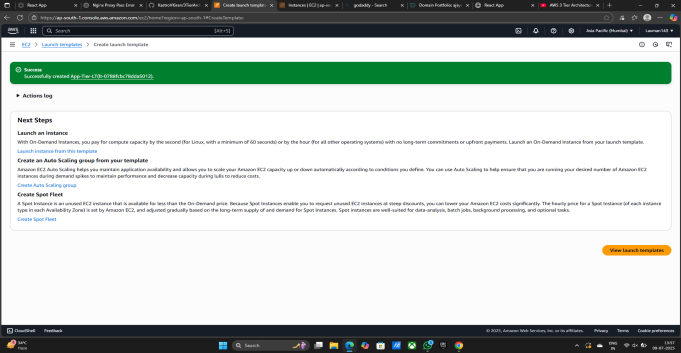 React App
Nginx Proxy Pass Error
Create launch template
Instances | EC2 | ap-so
godaddy - Search
Domain Portfolio
React App
AWS 3 Tier Architectu
https://ap-south-1.console.aws.amazon.com/ec2/home?region=ap-south-1#CreateTemplate:
aws
Search
[Alt+S]
Asia Pacific (Mumbai)
EC2 > Launch templates > Create launch template
Success
Successfully created App-Tier-LT(lt-0788fcbc78dda5012).
Actions log
Next Steps
Launch an instance
With On-Demand Instances, you pay for compute capacity by the second (for Linux, with a minimum of 60 seconds) or by the hour (for all other operating systems) with no long-term commitments or upfront payments. Launch an On-Demand Instance from your launch template.
Launch instance from this template
Create an Auto Scaling group from your template
Amazon EC2 Auto Scaling helps you maintain application availability and allows you to scale your Amazon EC2 capacity up or down automatically according to conditions you define. You can use Auto Scaling to help ensure that you are running your desired number of Amazon EC2
instances during demand spikes to maintain performance and decrease capacity during lulls to reduce costs.
Create Auto Scaling group
Create Spot Fleet
A Spot Instance is an unused EC2 instance that is available for less than the On-Demand price. Because Spot Instances enable you to request unused EC2 instances at steep discounts, you can lower your Amazon EC2 costs significantly. The hourly price for a Spot Instance (of each instance
type in each Availability Zone) is set by Amazon EC2, and adjusted gradually based on the long-term supply of and demand for Spot Instances. Spot instances are well-suited for data-analysis, batch jobs, background processing, and optional tasks.
Create Spot Fleet
View launch templates
CloudShell
Feedback
© 2025, Amazon Web Services, Inc. or its affiliates.
Privacy
Terms
Cookie preferences
Haze
Search
ENG
IN
13:57
09-07-2025